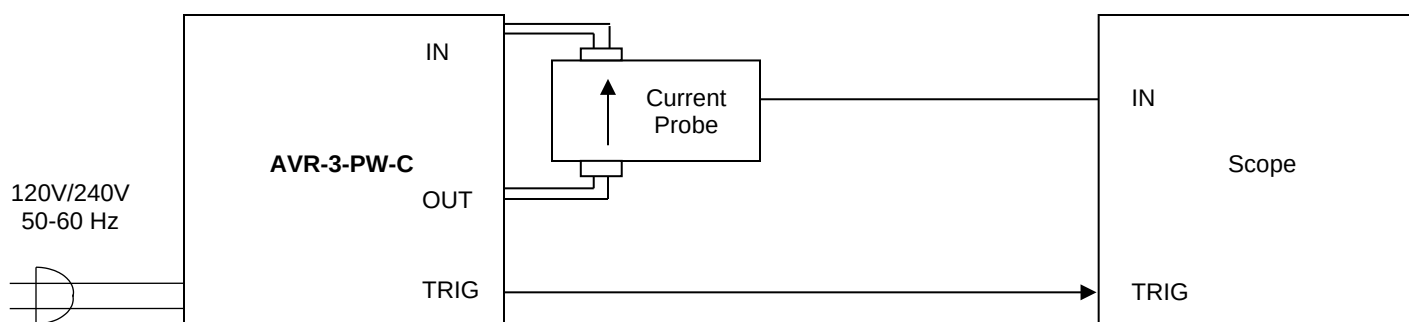 IN
Current
Probe
IN
AVR-3-PW-C
Scope
120V/240V
50-60 Hz
OUT
TRIG
TRIG